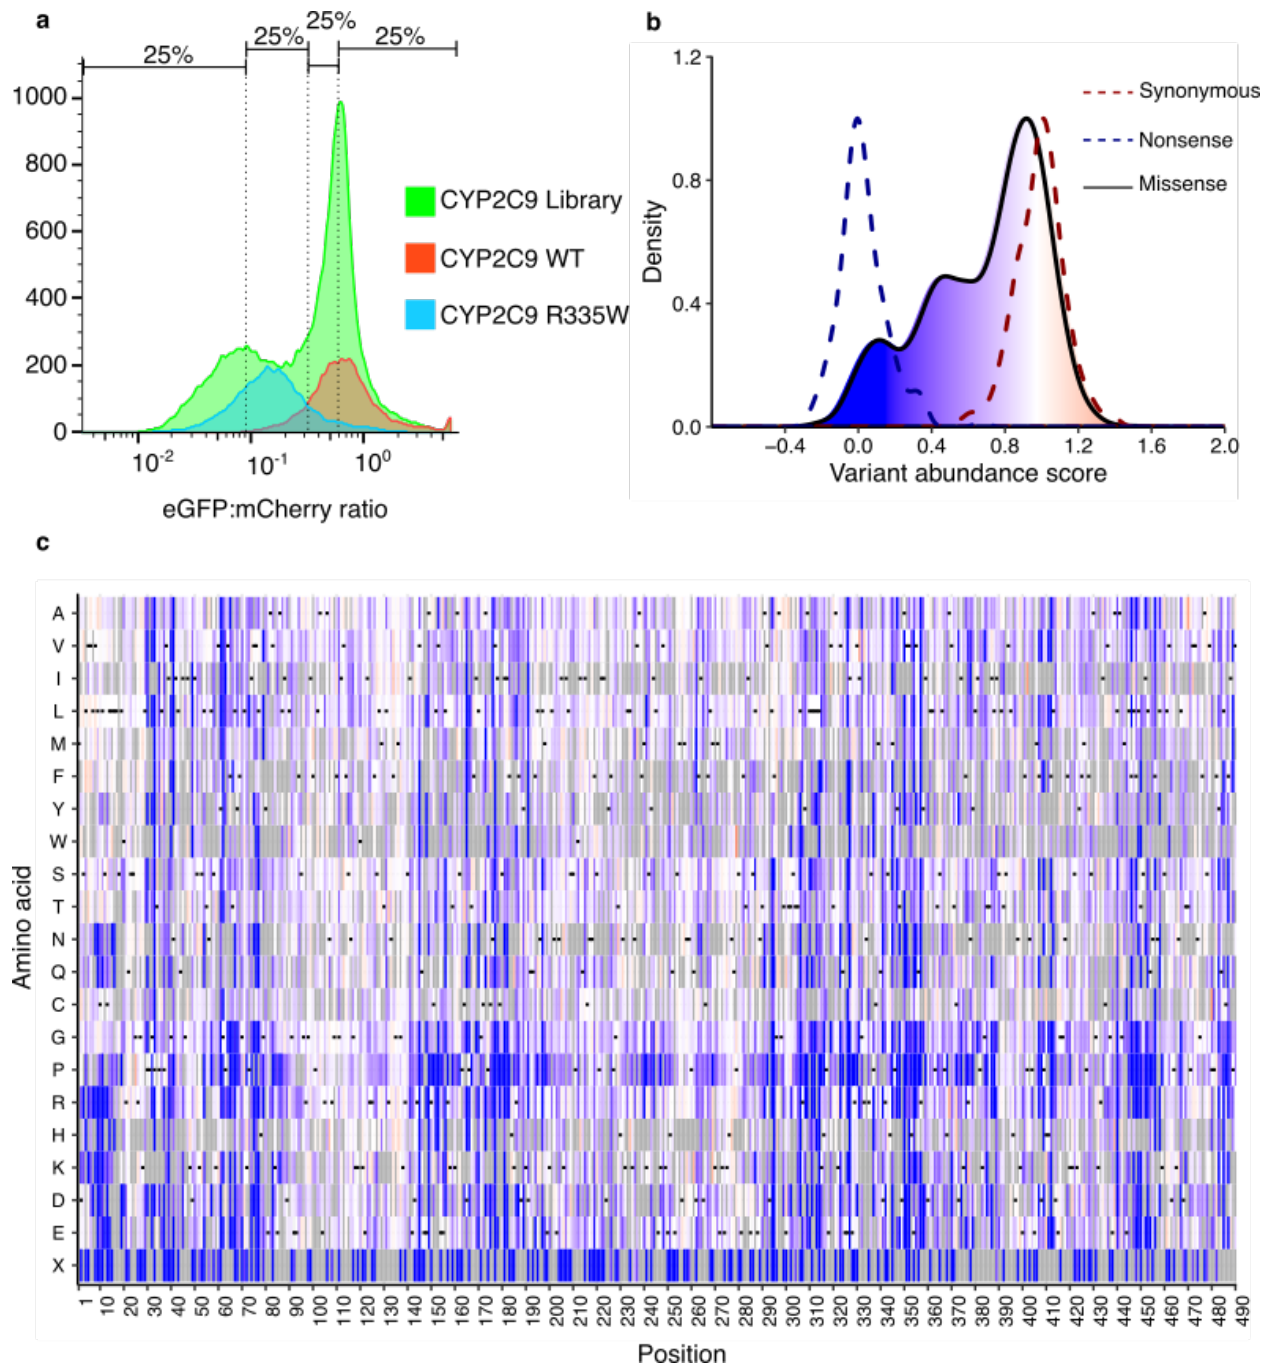 a
25%
25%
25%
25%
1000
800
600
400
200
0
10-2
10-1
100
eGFP:mCherry ratio
CYP2C9 Library
CYP2C9 WT
CYP2C9 R335W
b
1.2
0.8
0.4
0.0
Density
−0.4 0.0 0.4 0.8 1.2 1.6 2.0
Variant abundance score
Synonymous
Nonsense
Missense
c
Amino acid
A
V
I
L
M
F
Y
W
S
T
N
Q
C
G
P
R
H
K
D
E
X
1 10 20 30 40 50 60 70 80 90 100 110 120 130 140 150 160 170 180 190 200 210 220 230 240 250 260 270 280 290 300 310 320 330 340 350 360 370 380 390 400 410 420 430 440 450 460 470 480 490
Position